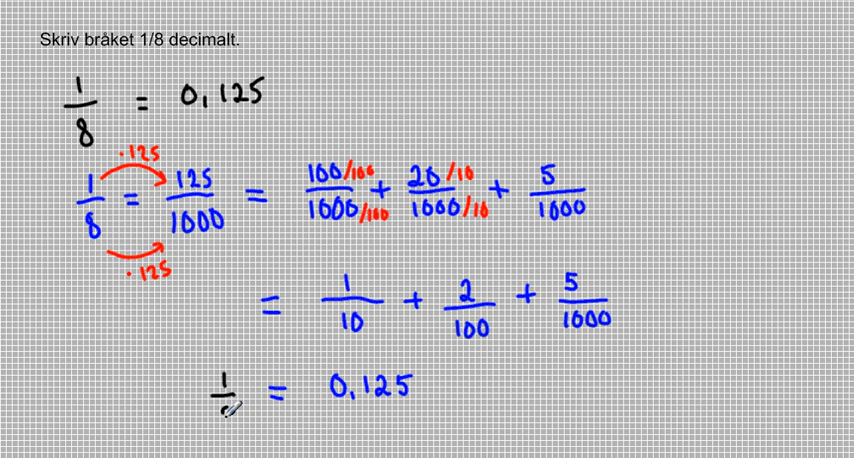 Skriv bråket 1/8 decimalt.
1/8 = 0,125
·125
1/8 = 125/1000 = 100/100 / 1000/100 + 20/10 / 1000/10 + 5/1000
·125
= 1/10 + 2/100 + 5/1000
1/8 = 0,125